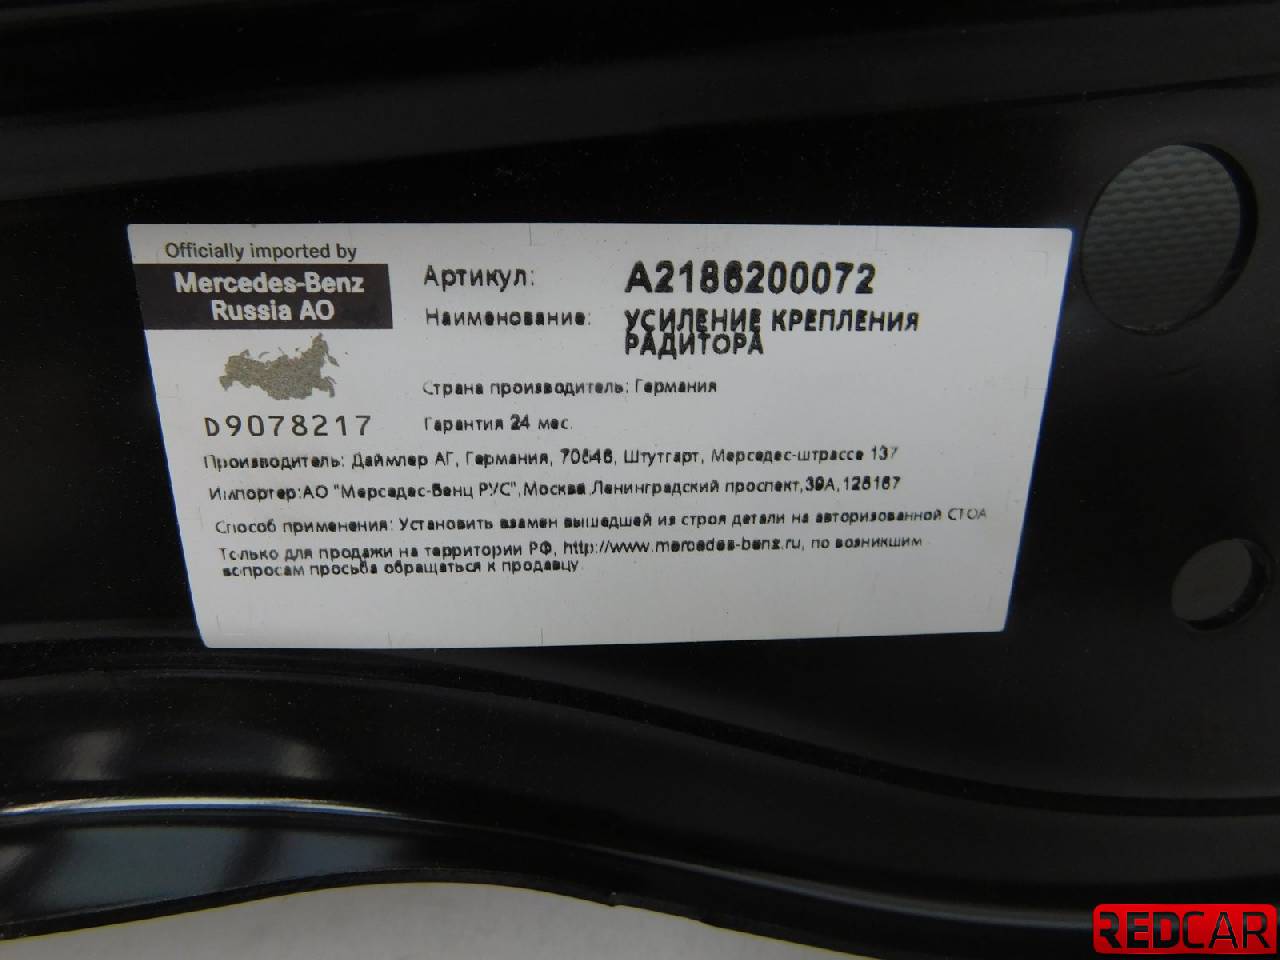 Officially imported by
Mercedes-Benz
Russia АО
D9078217
Артикул: A2186200072
Наименование: УСИЛЕНИЕ КРЕПЛЕНИЯ
РАДИТОРА
Страна производитель: Германия
Гарантия 24 мес.
Производитель: Даймлер АГ, Германия, 70546, Штутгарт, Мерседес-штрассе 137
Импортер:АО "Мерседес-Бенц РУС",Москва,Ленинградский проспект,39А,125167
Способ применения: Установить взамен вышедшей из строя детали на авторизованной СТОА
Только для продажи на территории РФ, http://www.mercedes-benz.ru, по возникшим
вопросам просьба обращаться к продавцу
REDCAR